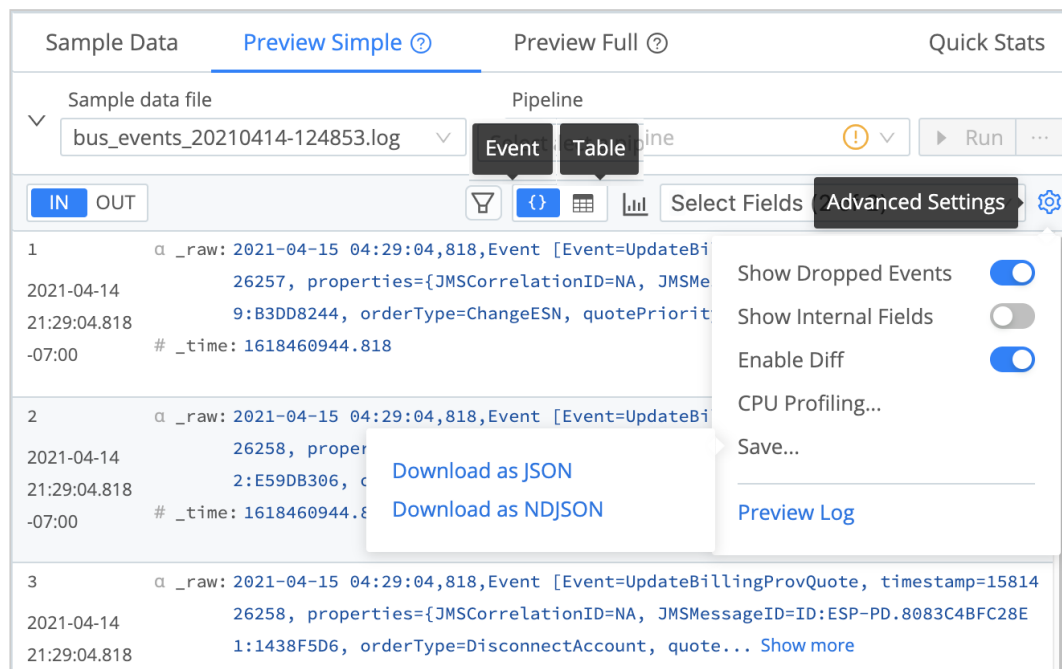 Sample Data
Preview Simple
Preview Full
Quick Stats
Sample data file
Pipeline
bus_events_20210414-124853.log
Event
Table
Run
IN
OUT
{}
Select Fields
Advanced Settings
1
2021-04-14
21:29:04.818
-07:00
α _raw: 2021-04-15 04:29:04,818,Event [Event=UpdateBi
26257, properties={JMSCorrelationID=NA, JMSMe
9:B3DD8244, orderType=ChangeESN, quotePriority
# _time: 1618460944.818
Show Dropped Events
Show Internal Fields
Enable Diff
CPU Profiling...
Save...
Preview Log
2
2021-04-14
21:29:04.818
-07:00
α _raw: 2021-04-15 04:29:04,818,Event [Event=UpdateBi
26258, proper
2:E59DB306,
# _time: 1618460944.8
Download as JSON
Download as NDJSON
3
2021-04-14
21:29:04.818
α _raw: 2021-04-15 04:29:04,818,Event [Event=UpdateBillingProvQuote, timestamp=15814
26258, properties={JMSCorrelationID=NA, JMSMessageID=ID:ESP-PD.8083C4BFC28E
1:1438F5D6, orderType=DisconnectAccount, quote... Show more